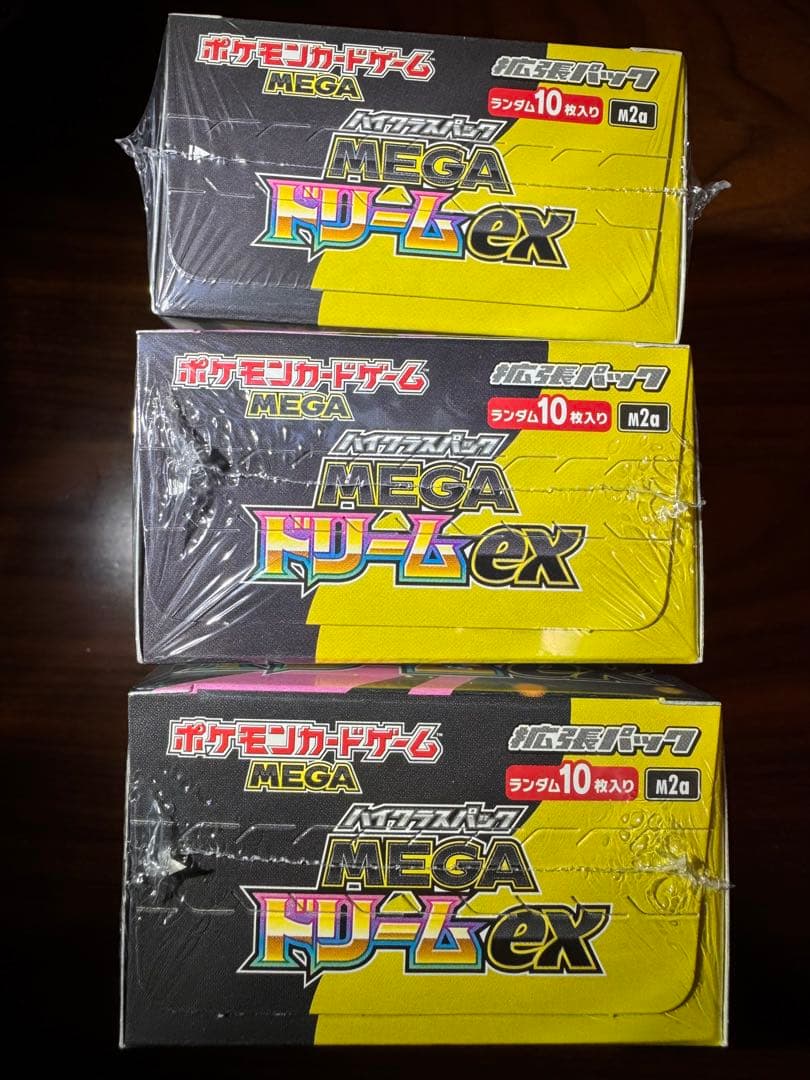 ポケモンカードゲーム
MEGA
拡張パック
ランダム10枚入り M2a
ハイクラスパック
MEGA
ドリームex
ポケモンカードゲーム
MEGA
拡張パック
ランダム10枚入り M2a
ハイクラスパック
MEGA
ドリームex
ポケモンカードゲーム
MEGA
拡張パック
ランダム10枚入り M2a
ハイクラスパック
MEGA
ドリームex